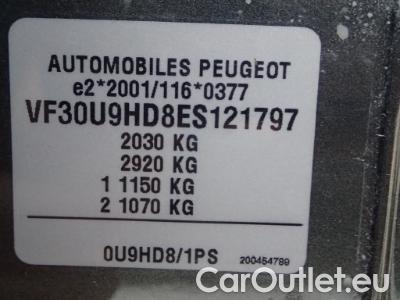 AUTOMOBILES PEUGEOT
e2*2001/116*0377
VF30U9HD8ES121797
2030 KG
2920 KG
1 1150 KG
2 1070 KG
0U9HD8/1PS 200454789
CarOutlet.eu